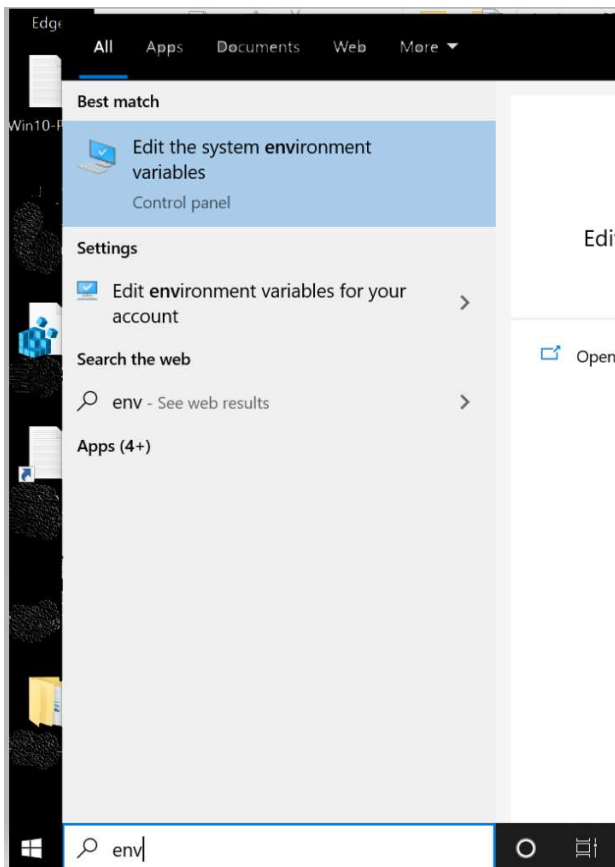 Edge
All Apps Documents Web More
Best match
Win10-P
Edit the system environment
variables
Control panel
Edit
Settings
Edit environment variables for your
account
Search the web
Open
env - See web results
Apps (4+)
env